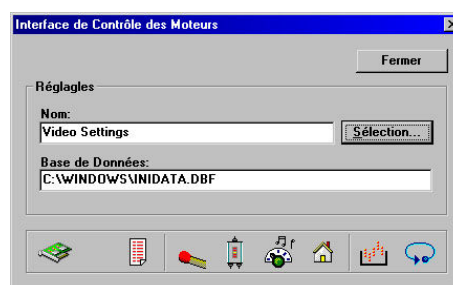 Interface de Contrôle des Moteurs
Fermer
Réglagles
Nom:
Video Settings
Sélection...
Base de Données:
C:\WINDOWS\INIDATA.DBF